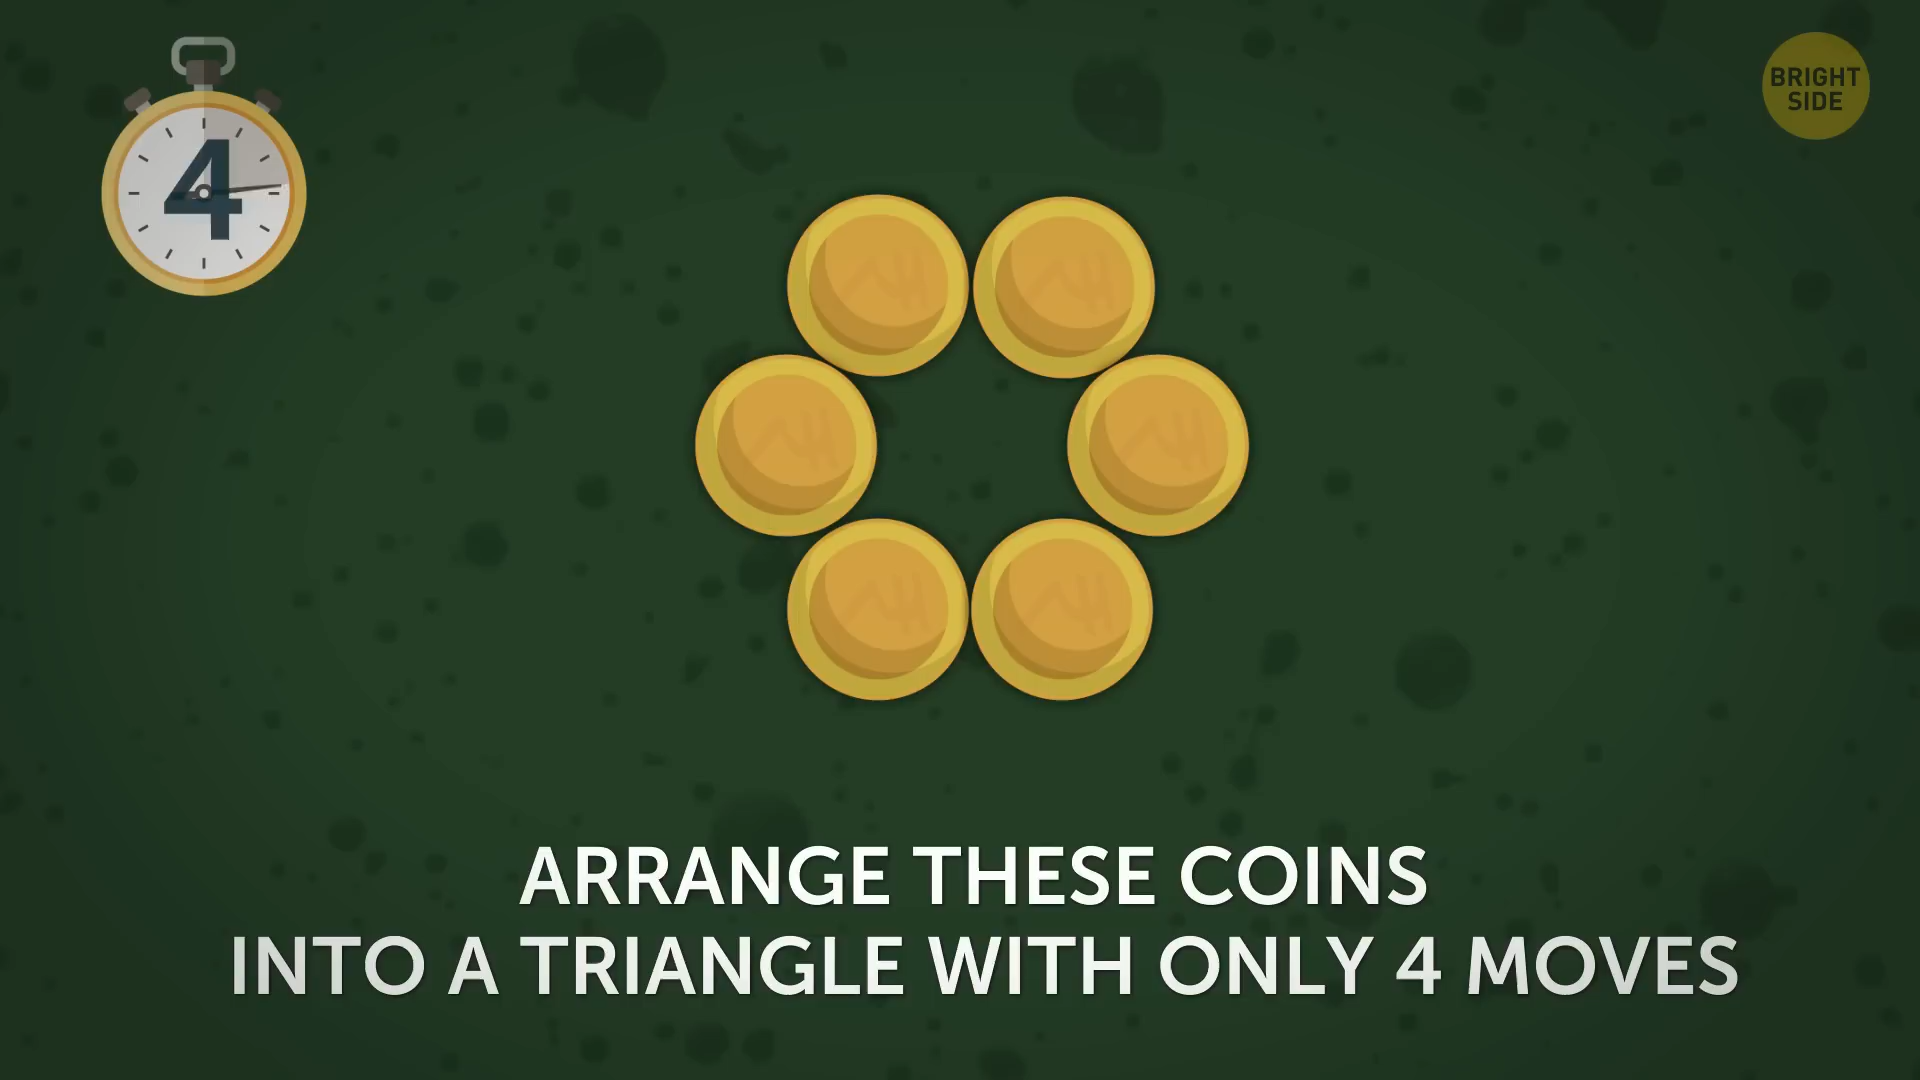 4
BRIGHT
SIDE
ARRANGE THESE COINS
INTO A TRIANGLE WITH ONLY 4 MOVES